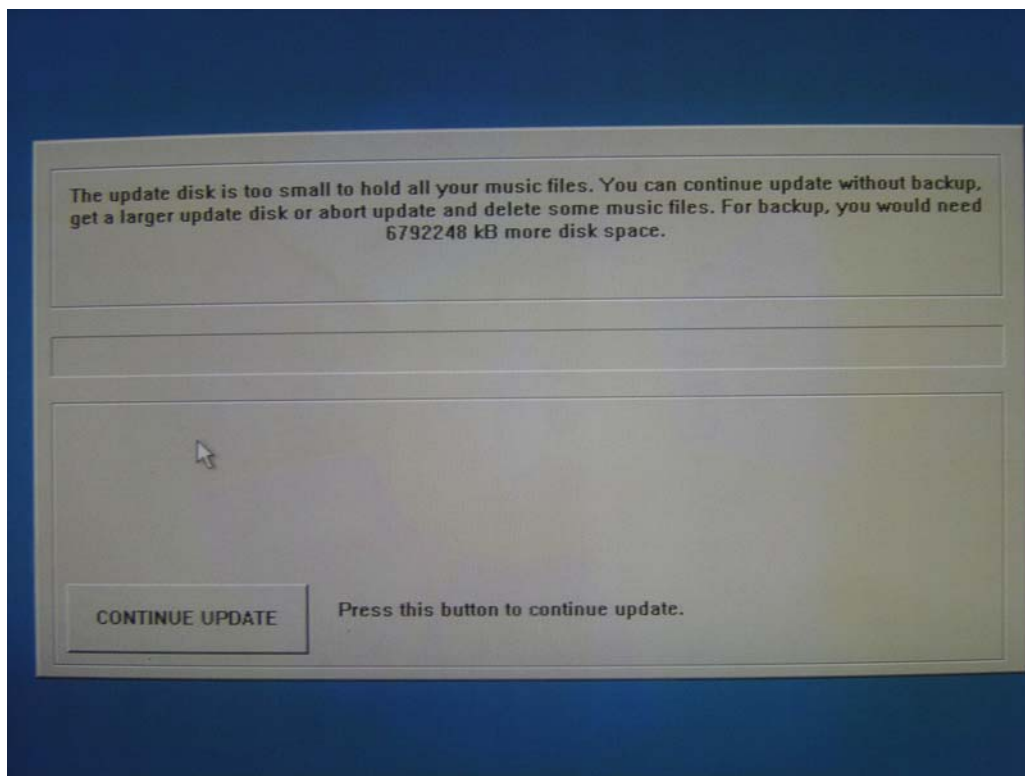 The update disk is too small to hold all your music files. You can continue update without backup,
get a larger update disk or abort update and delete some music files. For backup, you would need
6792248 kB more disk space.
CONTINUE UPDATE
Press this button to continue update.